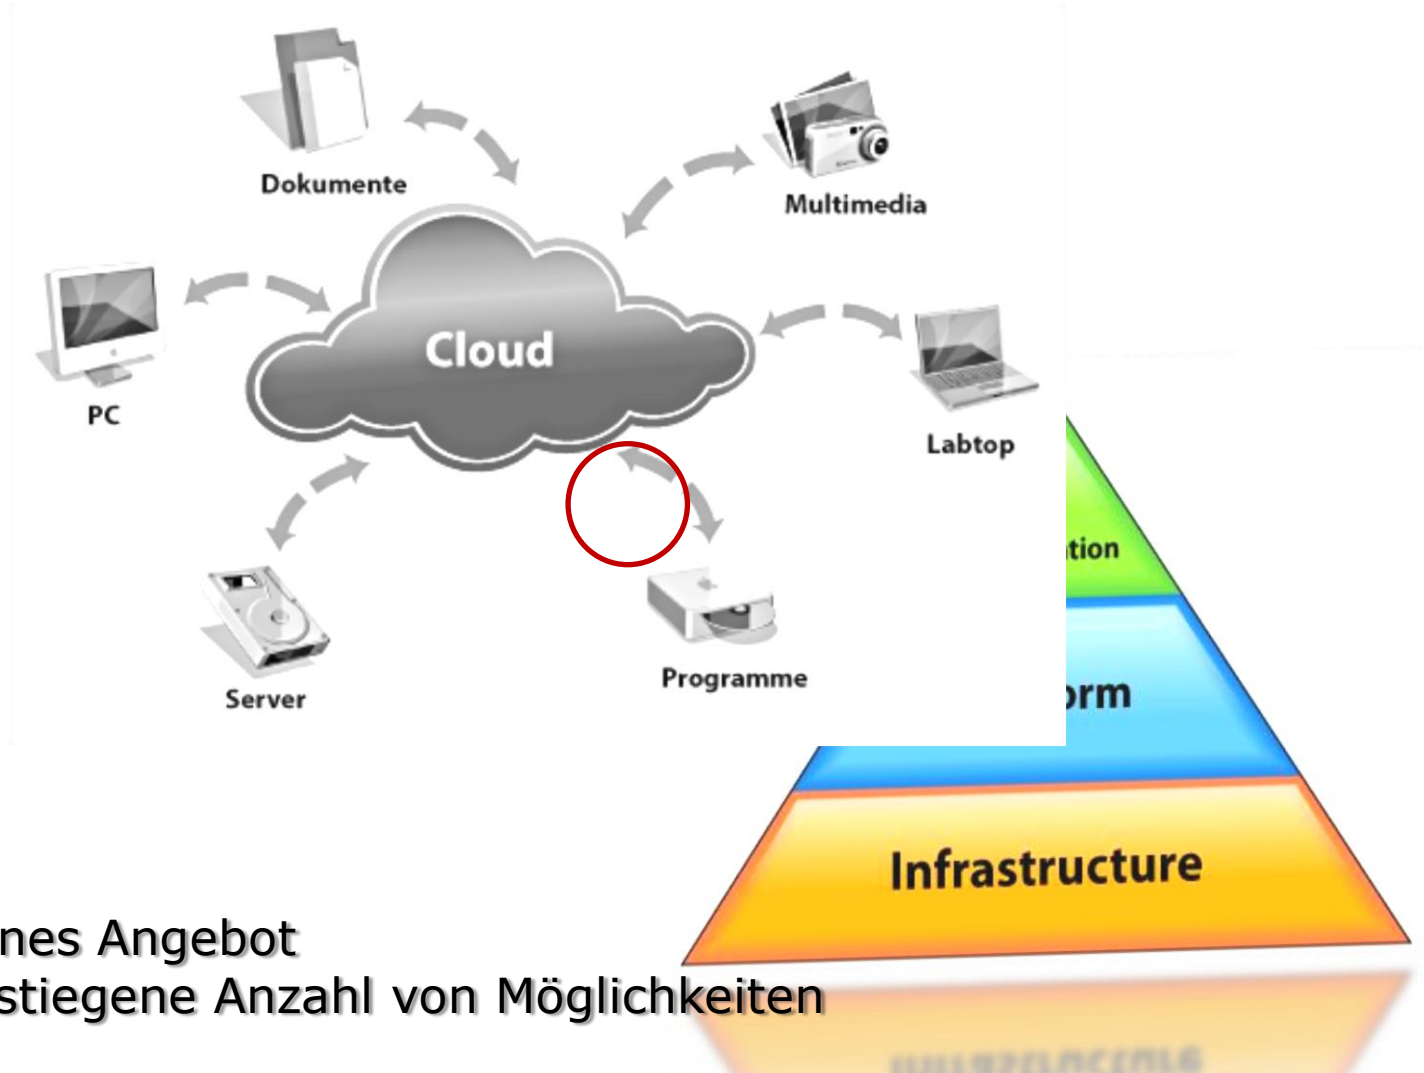 Dokumente
Multimedia
Cloud
PC
Labtop
tion
orm
Server
Programme
Infrastructure
nes Angebot
stiegene Anzahl von Möglichkeiten